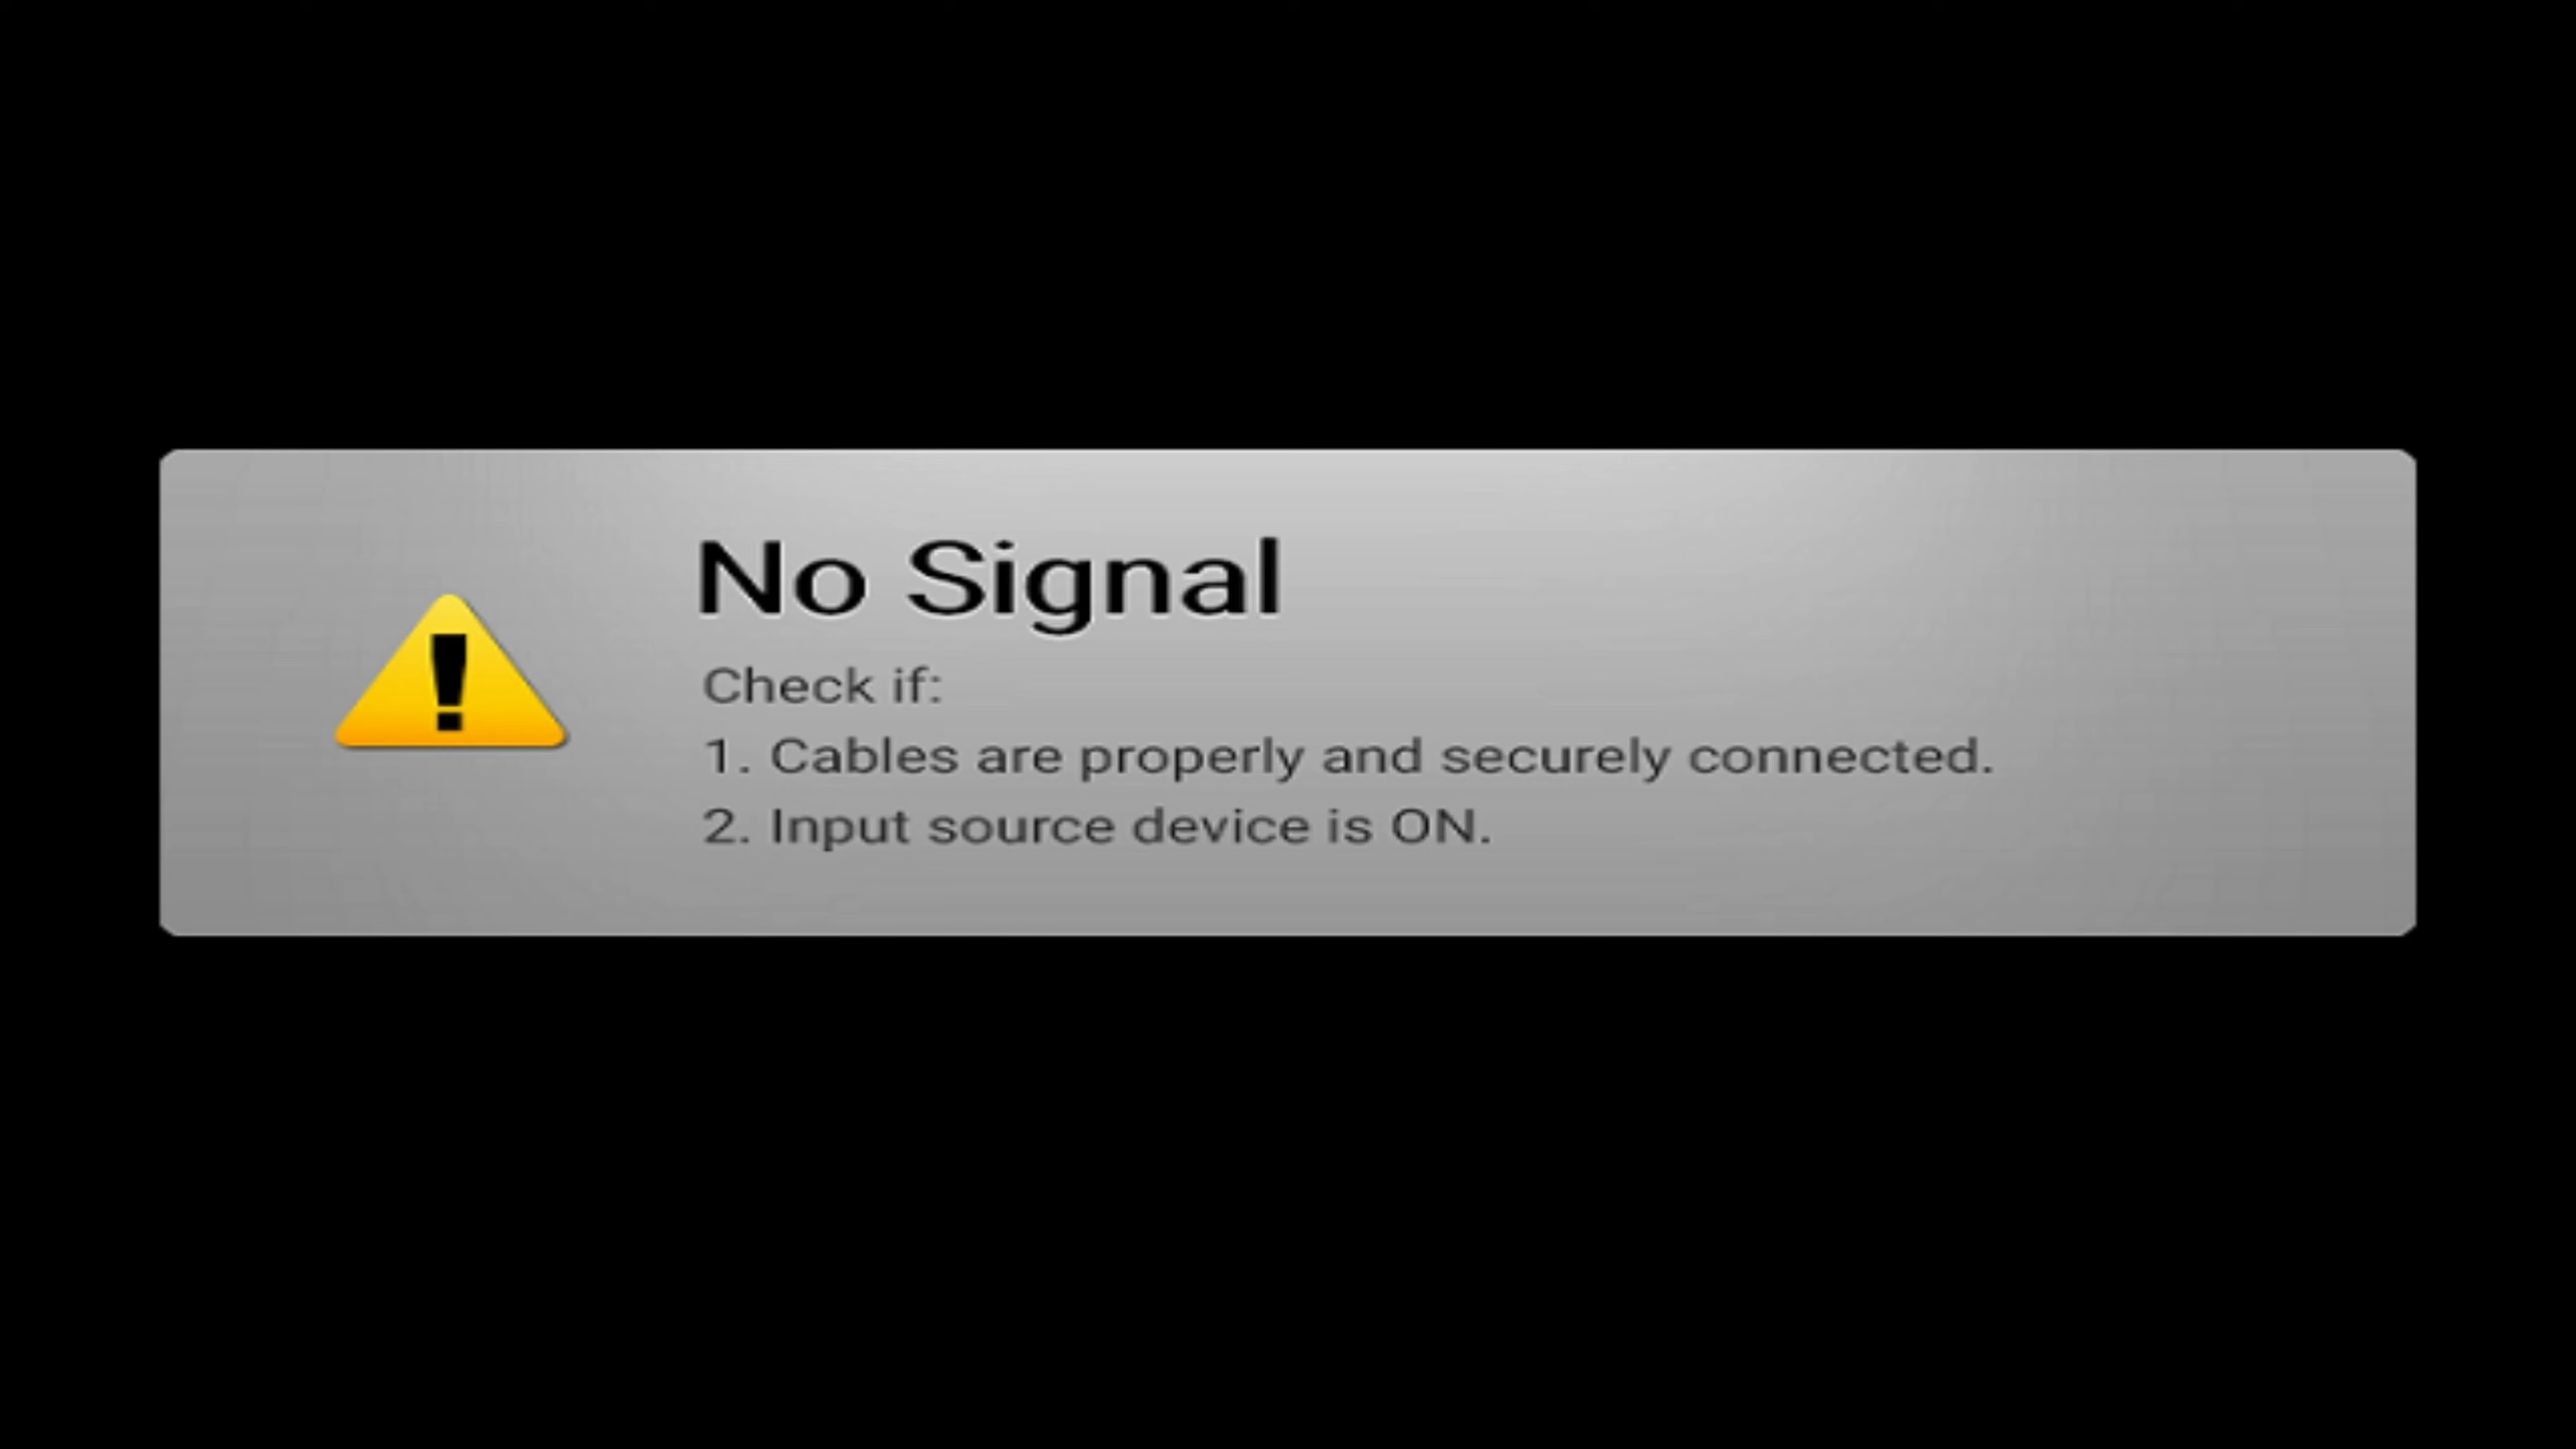 No Signal
Check if:
1. Cables are properly and securely connected.
2. Input source device is ON.